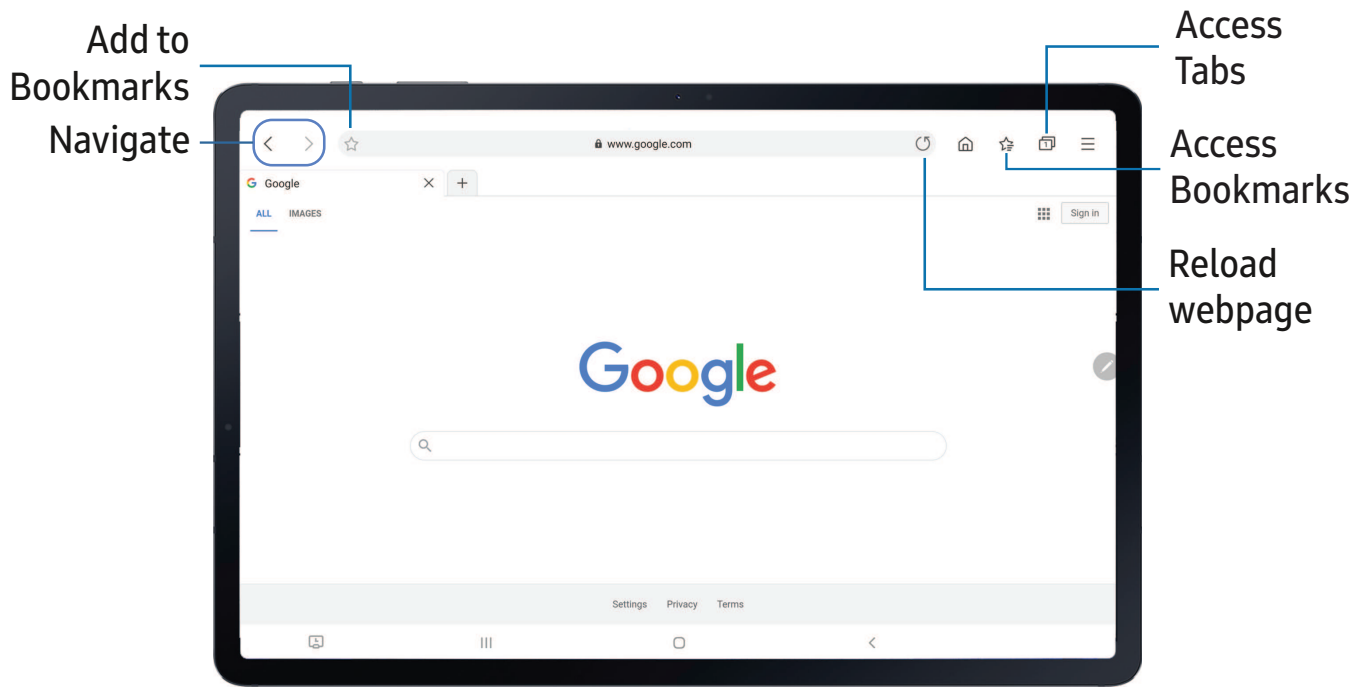 Add to
Bookmarks
Navigate
Access
Tabs
Access
Bookmarks
Reload
webpage
www.google.com
1
Google
ALL IMAGES
Sign in
Google
Settings Privacy Terms